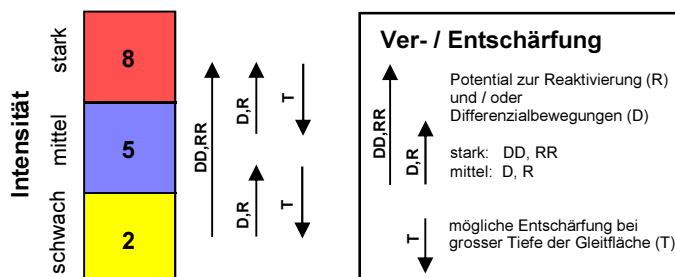 Intensität
stark
mittel
schwach
8
5
2
DD,RR
D,R
D,R
T
T
Ver- / Entschärfung
DD,RR
D,R
Potential zur Reaktivierung (R)
und / oder
Differenzialbewegungen (D)
stark: DD, RR
mittel: D, R
T
mögliche Entschärfung bei
grosser Tiefe der Gleitfläche (T)